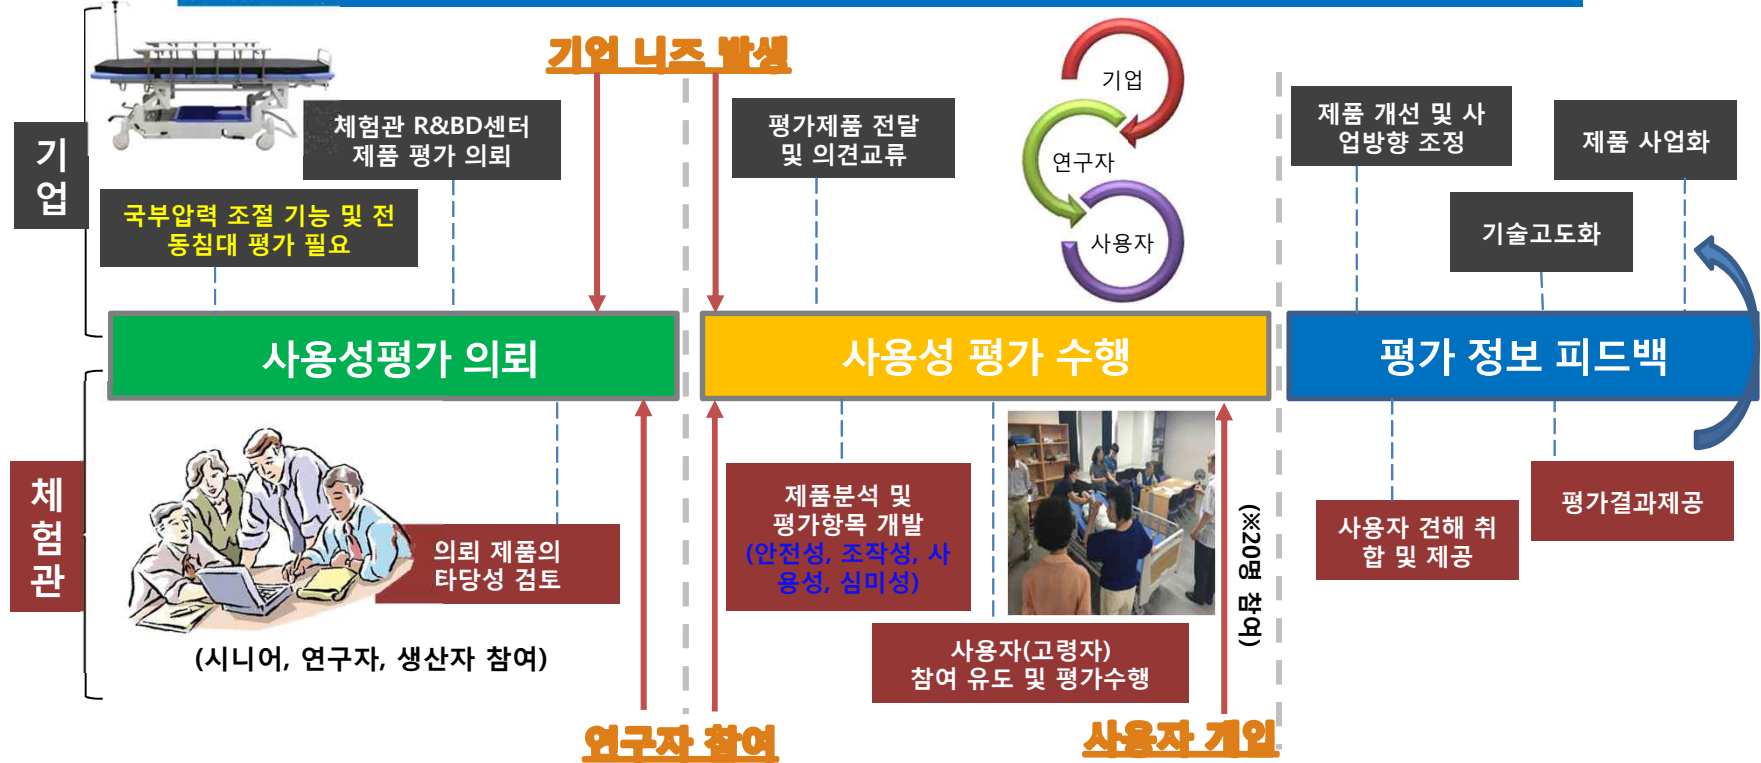 기업 니즈 발생
기
업
체험관 R&BD센터
제품 평가 의뢰
국부압력 조절 기능 및 전
동침대 평가 필요
평가제품 전달
및 의견교류
기업
연구자
사용자
제품 개선 및 사
업방향 조정
제품 사업화
기술고도화
사용성평가 의뢰
사용성 평가 수행
평가 정보 피드백
체
험
관
의뢰 제품의
타당성 검토
(시니어, 연구자, 생산자 참여)
제품분석 및
평가항목 개발
(안전성, 조작성, 사
용성, 심미성)
사용자(고령자)
참여 유도 및 평가수행
(※20명 참여)
사용자 견해 취
합 및 제공
평가결과제공
연구자 참여
사용자 개입